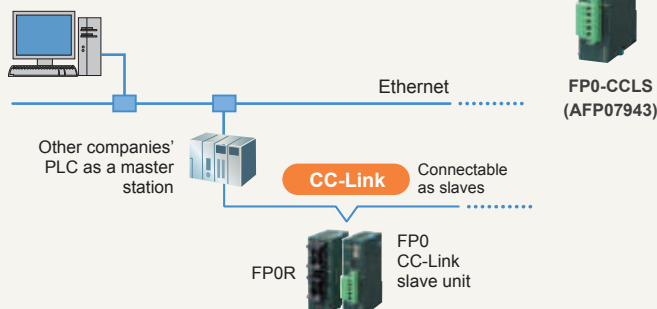 Ethernet
FP0-CCLS
(AFP07943)
Other companies'
PLC as a master
station
CC-Link
Connectable
as slaves
FP0R
FP0
CC-Link
slave unit